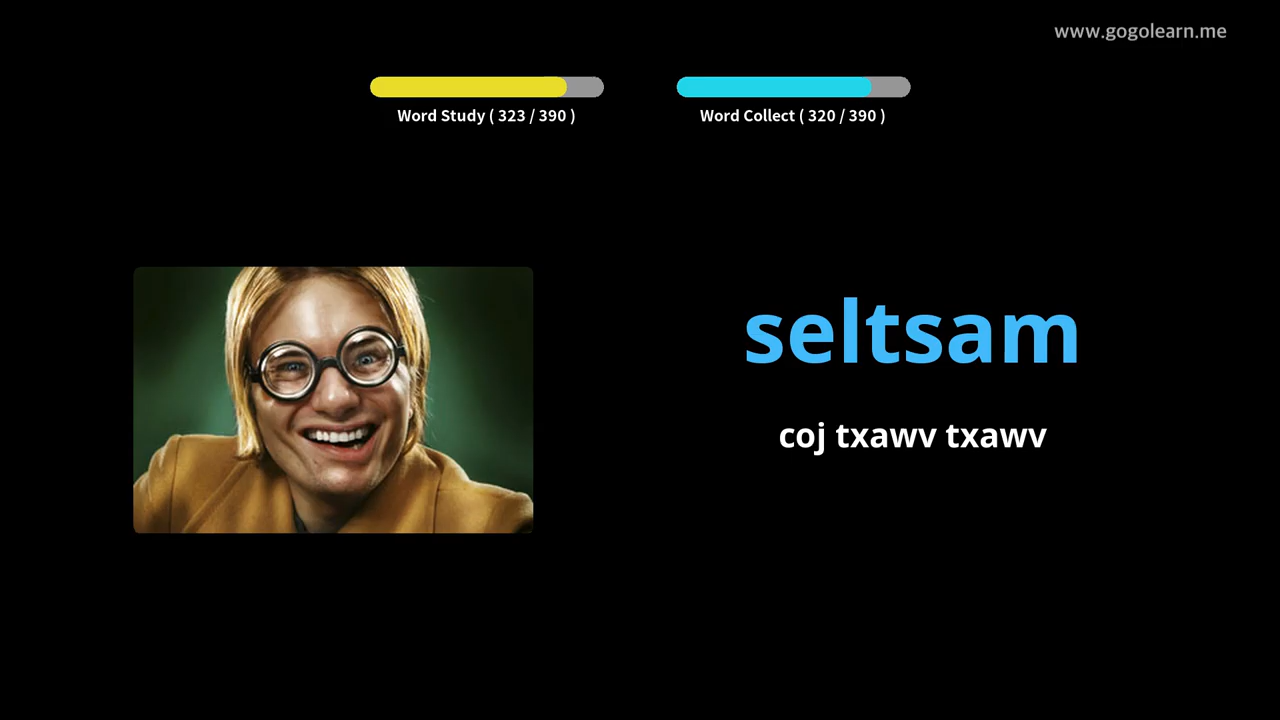 www.gogolearn.me
Word Study ( 323 / 390 )
Word Collect ( 320 / 390 )
seltsam
coj txawv txawv